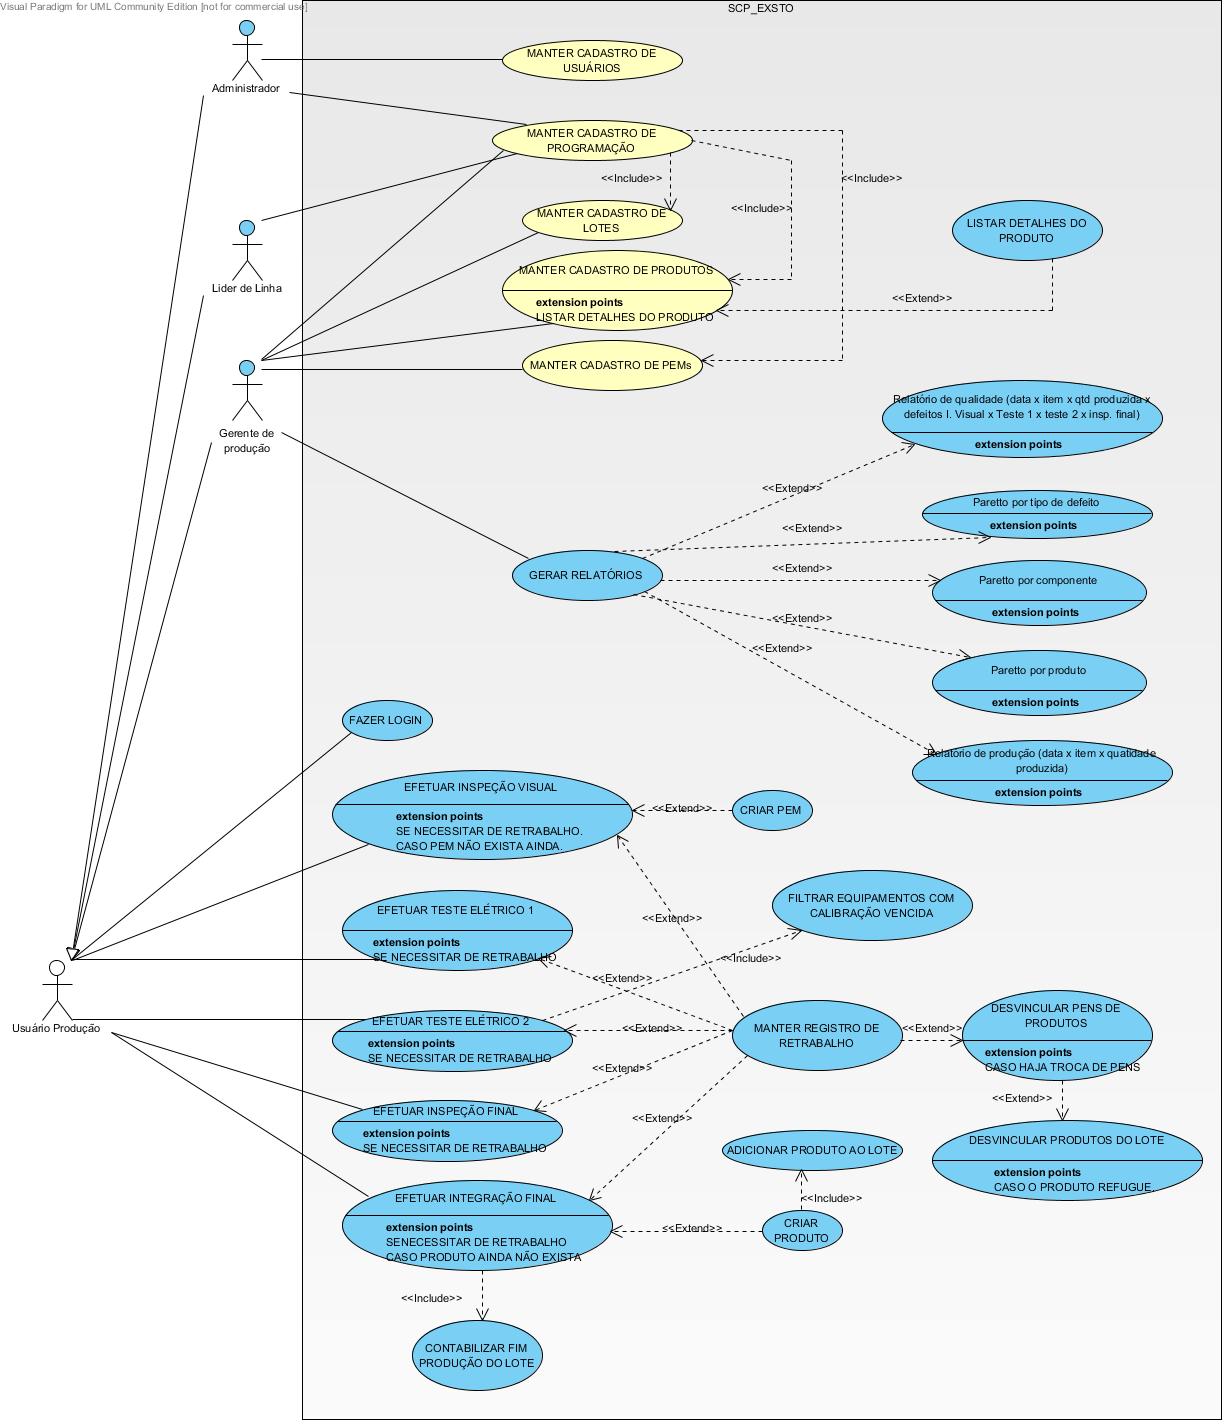 Visual Paradigm for UML Community Edition [not for commercial use]
SCP_EXSTO
Administrador
MANTER CADASTRO DE
USUÁRIOS
MANTER CADASTRO DE
PROGRAMAÇÃO
<<Include>>
<<Include>>
<<Include>>
MANTER CADASTRO DE
LOTES
LISTAR DETALHES DO
PRODUTO
Lider de Linha
MANTER CADASTRO DE PRODUTOS
extension points
LISTAR DETALHES DO PRODUTO
<<Extend>>
MANTER CADASTRO DE PEMs
Gerente de
produção
Relatório de qualidade (data x item x qtd produzida x
defeitos I. Visual x Teste 1 x teste 2 x insp. final)
extension points
<<Extend>>
Paretto por tipo de defeito
extension points
<<Extend>>
GERAR RELATÓRIOS
<<Extend>>
Paretto por componente
extension points
<<Extend>>
<<Extend>>
Paretto por produto
extension points
FAZER LOGIN
Relatório de produção (data x item x quatidade
produzida)
extension points
EFETUAR INSPEÇÃO VISUAL
extension points
SE NECESSITAR DE RETRABALHO.
CASO PEM NÃO EXISTA AINDA.
<<Extend>>
CRIAR PEM
FILTRAR EQUIPAMENTOS COM
CALIBRAÇÃO VENCIDA
EFETUAR TESTE ELÉTRICO 1
extension points
SE NECESSITAR DE RETRABALHO
<<Extend>>
<<Include>>
<<Extend>>
Usuário Produção
EFETUAR TESTE ELÉTRICO 2
extension points
SE NECESSITAR DE RETRABALHO
<<Extend>>
MANTER REGISTRO DE
RETRABALHO
<<Extend>>
DESVINCULAR PENS DE
PRODUTOS
extension points
CASO HAJA TROCA DE PENS
<<Extend>>
<<Extend>>
EFETUAR INSPEÇÃO FINAL
extension points
SE NECESSITAR DE RETRABALHO
<<Extend>>
ADICIONAR PRODUTO AO LOTE
DESVINCULAR PRODUTOS DO LOTE
extension points
CASO O PRODUTO REFUGUE.
EFETUAR INTEGRAÇÃO FINAL
extension points
SENECESSITAR DE RETRABALHO
CASO PRODUTO AINDA NÃO EXISTA
<<Include>>
<<Extend>>
CRIAR
PRODUTO
<<Include>>
CONTABILIZAR FIM
PRODUÇÃO DO LOTE